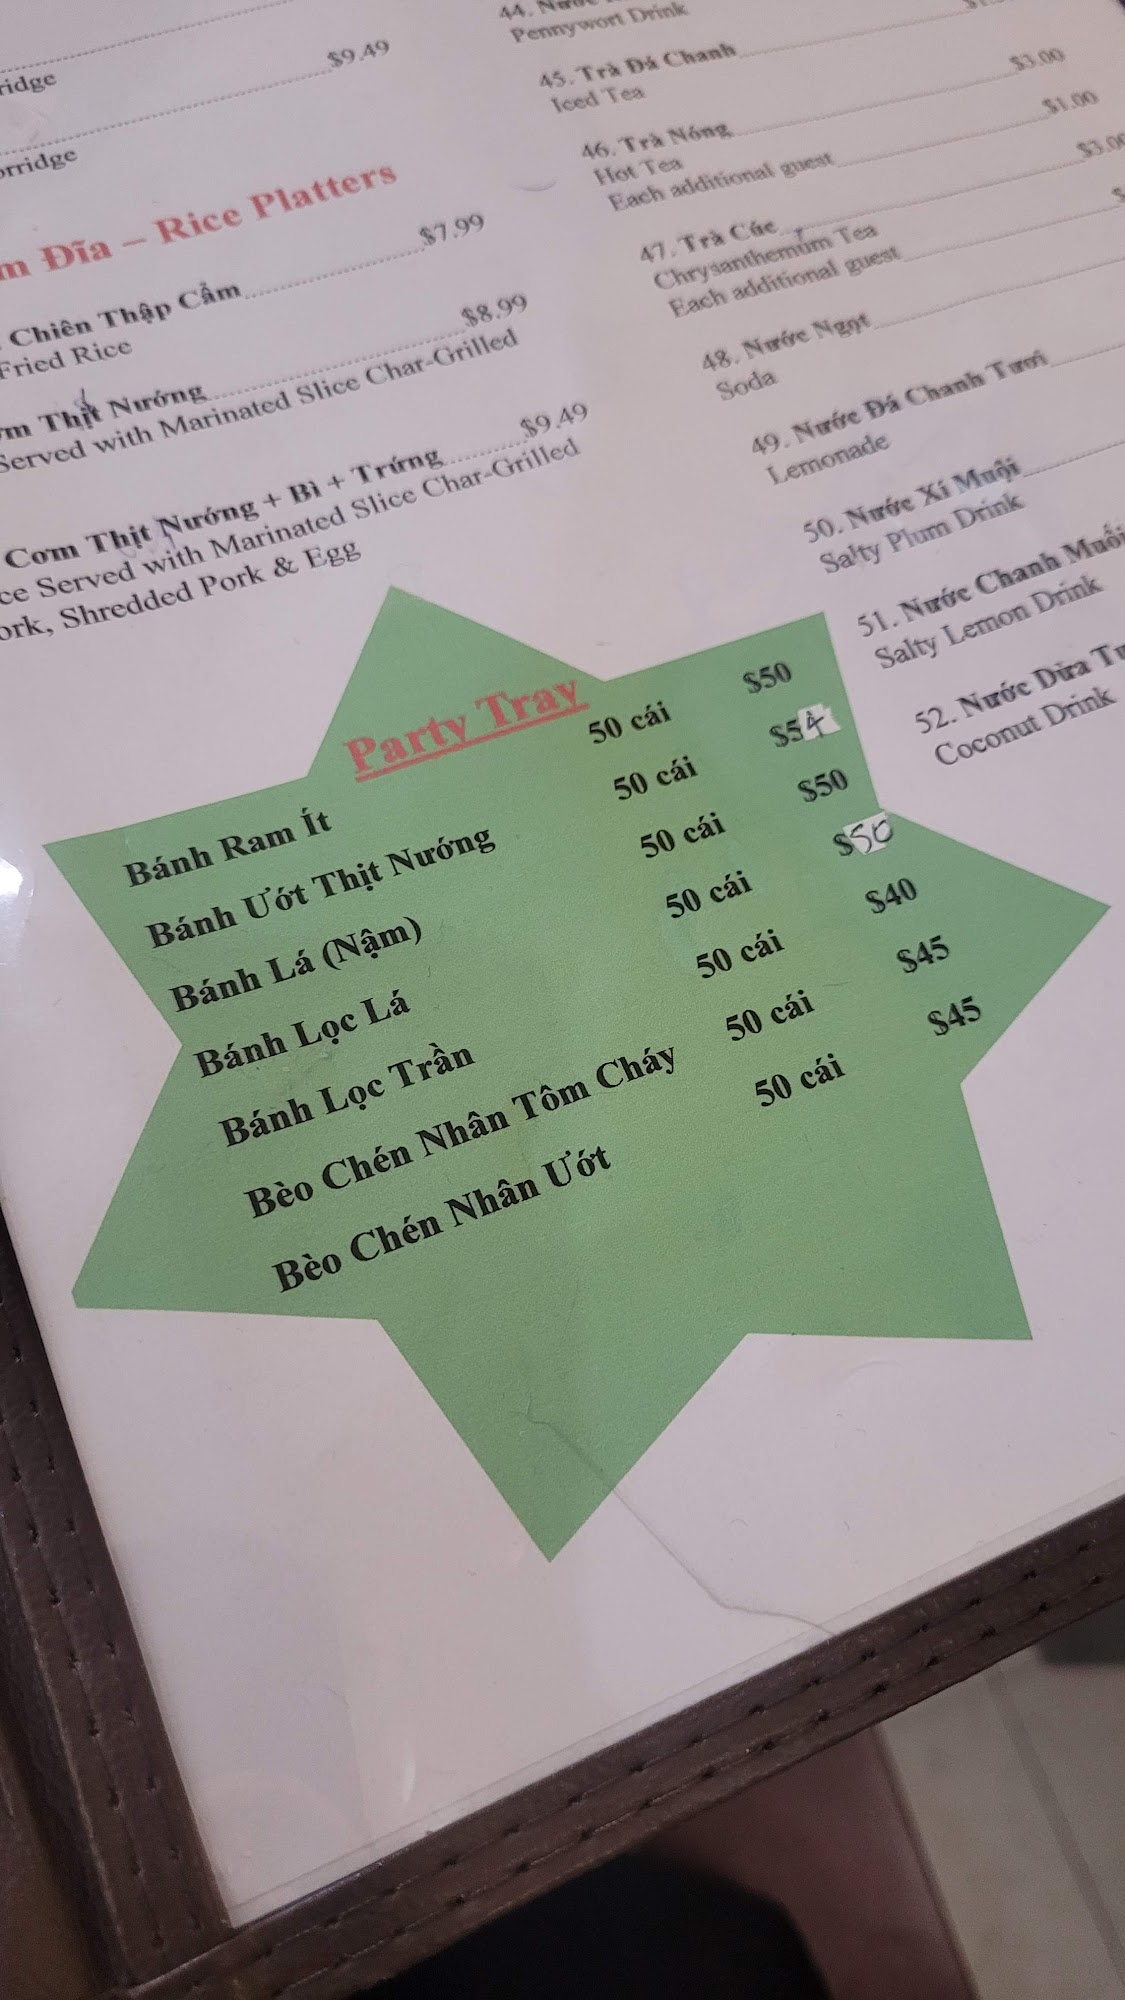 $9.49
ridge
orridge
Đĩa – Rice Platters
Chiên Thập Cẩm $7.99
Fried Rice
Thịt Nướng $8.99
Served with Marinated Slice Char-Grilled
Cơm Thịt Nướng + Bì + Trứng $9.49
Served with Marinated Slice Char-Grilled
Shredded Pork & Egg
44.
Pennywort Drink
45. Trà Đá Chanh
Iced Tea
46. Trà Nóng $3.00
Hot Tea
Each additional guest $1.00
47. Trà Cúc $3.00
Chrysanthemum Tea
Each additional guest
48. Nước Ngọt
Soda
49. Nước Đá Chanh Tươi
Lemonade
50. Nước Xí Muội
Salty Plum Drink
51. Nước Chanh Muối
Salty Lemon Drink
52. Nước Dừa
Coconut Drink
Party Tray
Bánh Ram Ít 50 cái $50
Bánh Ướt Thịt Nướng 50 cái $54
Bánh Lá (Nậm) 50 cái $50
Bánh Lọc Lá 50 cái $50
Bánh Lọc Trần 50 cái $40
Bèo Chén Nhân Tôm Cháy 50 cái $45
Bèo Chén Nhân Ướt 50 cái $45